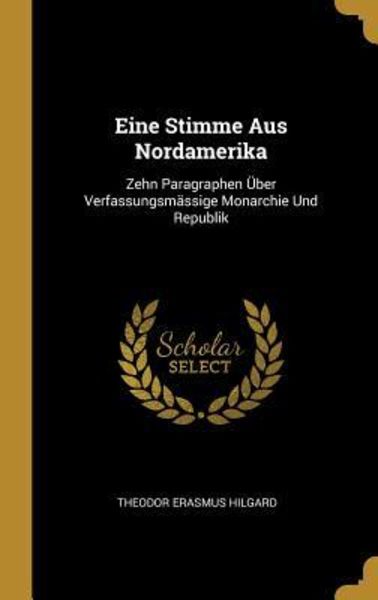 Eine Stimme Aus
Nordamerika
Zehn Paragraphen Über
Verfassungsmässige Monarchie Und
Republik
Scholar
SELECT
THEODOR ERASMUS HILGARD